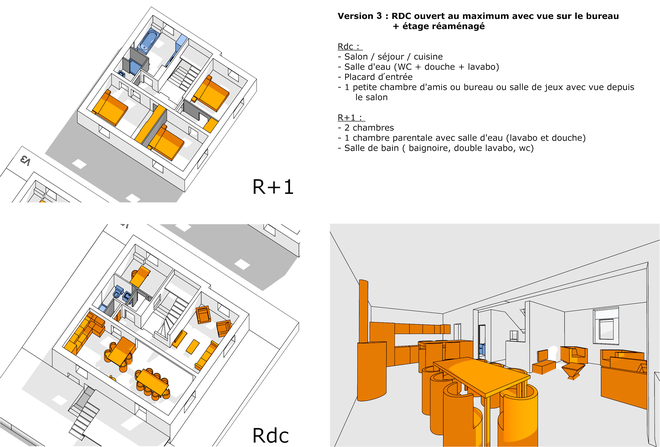 Version 3 : RDC ouvert au maximum avec vue sur le bureau
+ étage réaménagé
Rdc :
- Salon / séjour / cuisine
- Salle d'eau (WC + douche + lavabo)
- Placard d'entrée
- 1 petite chambre d'amis ou bureau ou salle de jeux avec vue depuis
le salon
R+1 :
- 2 chambres
- 1 chambre parentale avec salle d'eau (lavabo et douche)
- Salle de bain ( baignoire, double lavabo, wc)
R+1
V3
Rdc